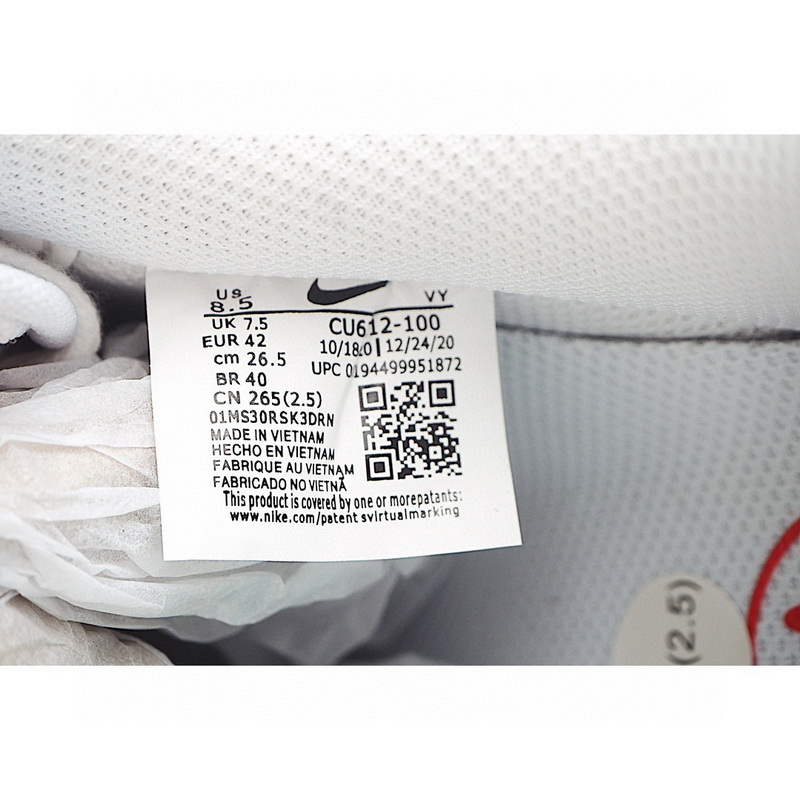 US
8.5
VY
UK 7.5
EUR 42
cm 26.5
BR 40
CN 265(2.5)
CU612-100
10/18.0 12/24/20
UPC 0194499951872
01MS30RSK3DRN
MADE IN VIETNAM
HECHO EN VIETNAM
FABRIQUE AU VIETNAM
FABRICADO NO VIETNÃ
This product is covered by one or morepatants:
www.nike.com/patent svirtualmarking
(2.5)